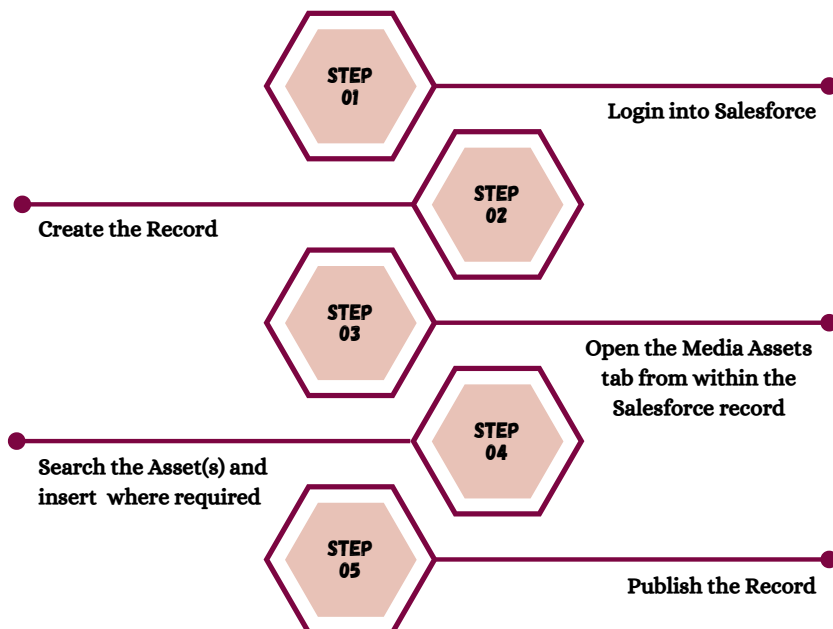 STEP
01
Login into Salesforce
STEP
02
Create the Record
STEP
03
Open the Media Assets
tab from within the
Salesforce record
STEP
04
Search the Asset(s) and
insert where required
STEP
05
Publish the Record